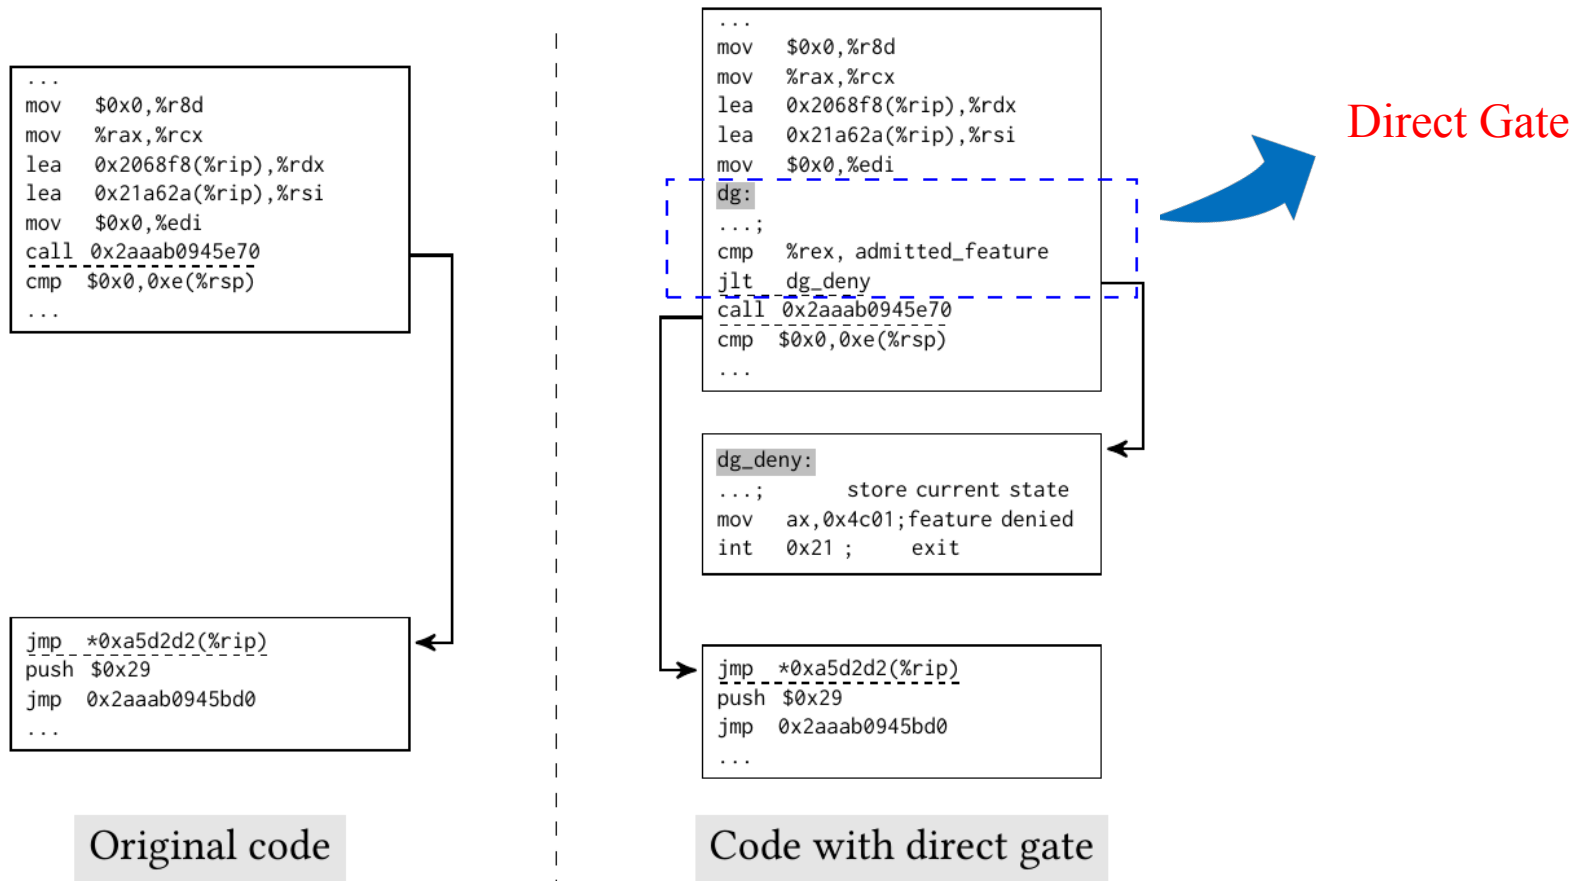 ...
mov $0x0,%r8d
mov %rax,%rcx
lea 0x2068f8(%rip),%rdx
lea 0x21a62a(%rip),%rsi
mov $0x0,%edi
call 0x2aaab0945e70
cmp $0x0,0xe(%rsp)
...
jmp *0xa5d2d2(%rip)
push $0x29
jmp 0x2aaab0945bd0
...
Original code
...
mov $0x0,%r8d
mov %rax,%rcx
lea 0x2068f8(%rip),%rdx
lea 0x21a62a(%rip),%rsi
mov $0x0,%edi
dg:
...;
cmp %rex, admitted_feature
jlt dg_deny
call 0x2aaab0945e70
cmp $0x0,0xe(%rsp)
...
dg_deny:
...; store current state
mov ax,0x4c01;feature denied
int 0x21 ; exit
jmp *0xa5d2d2(%rip)
push $0x29
jmp 0x2aaab0945bd0
...
Code with direct gate
Direct Gate